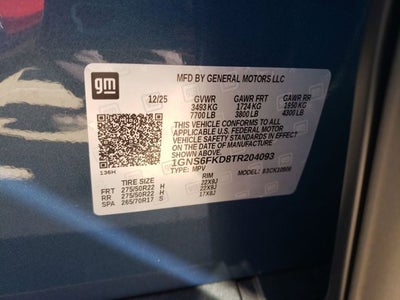 gm
MFD BY GENERAL MOTORS LLC
12/25 GVWR GAWR FRT GAWR RR
3493 KG 1724 KG 1950 KG
7700 LB 3800 LB 4300 LB
THIS VEHICLE CONFORMS TO ALL
APPLICABLE U.S. FEDERAL MOTOR
VEHICLE SAFETY STANDARDS IN
EFFECT ON THE DATE OF
MANUFACTURE SHOWN ABOVE.
1GNS6FKD8TR204093
TYPE: MPV MODEL:
136H
TIRE SIZE RIM
FRT 275/50R22 H 22X9J
RR 275/50R22 H 22X9J
SPA 265/70R17 S 17X8J